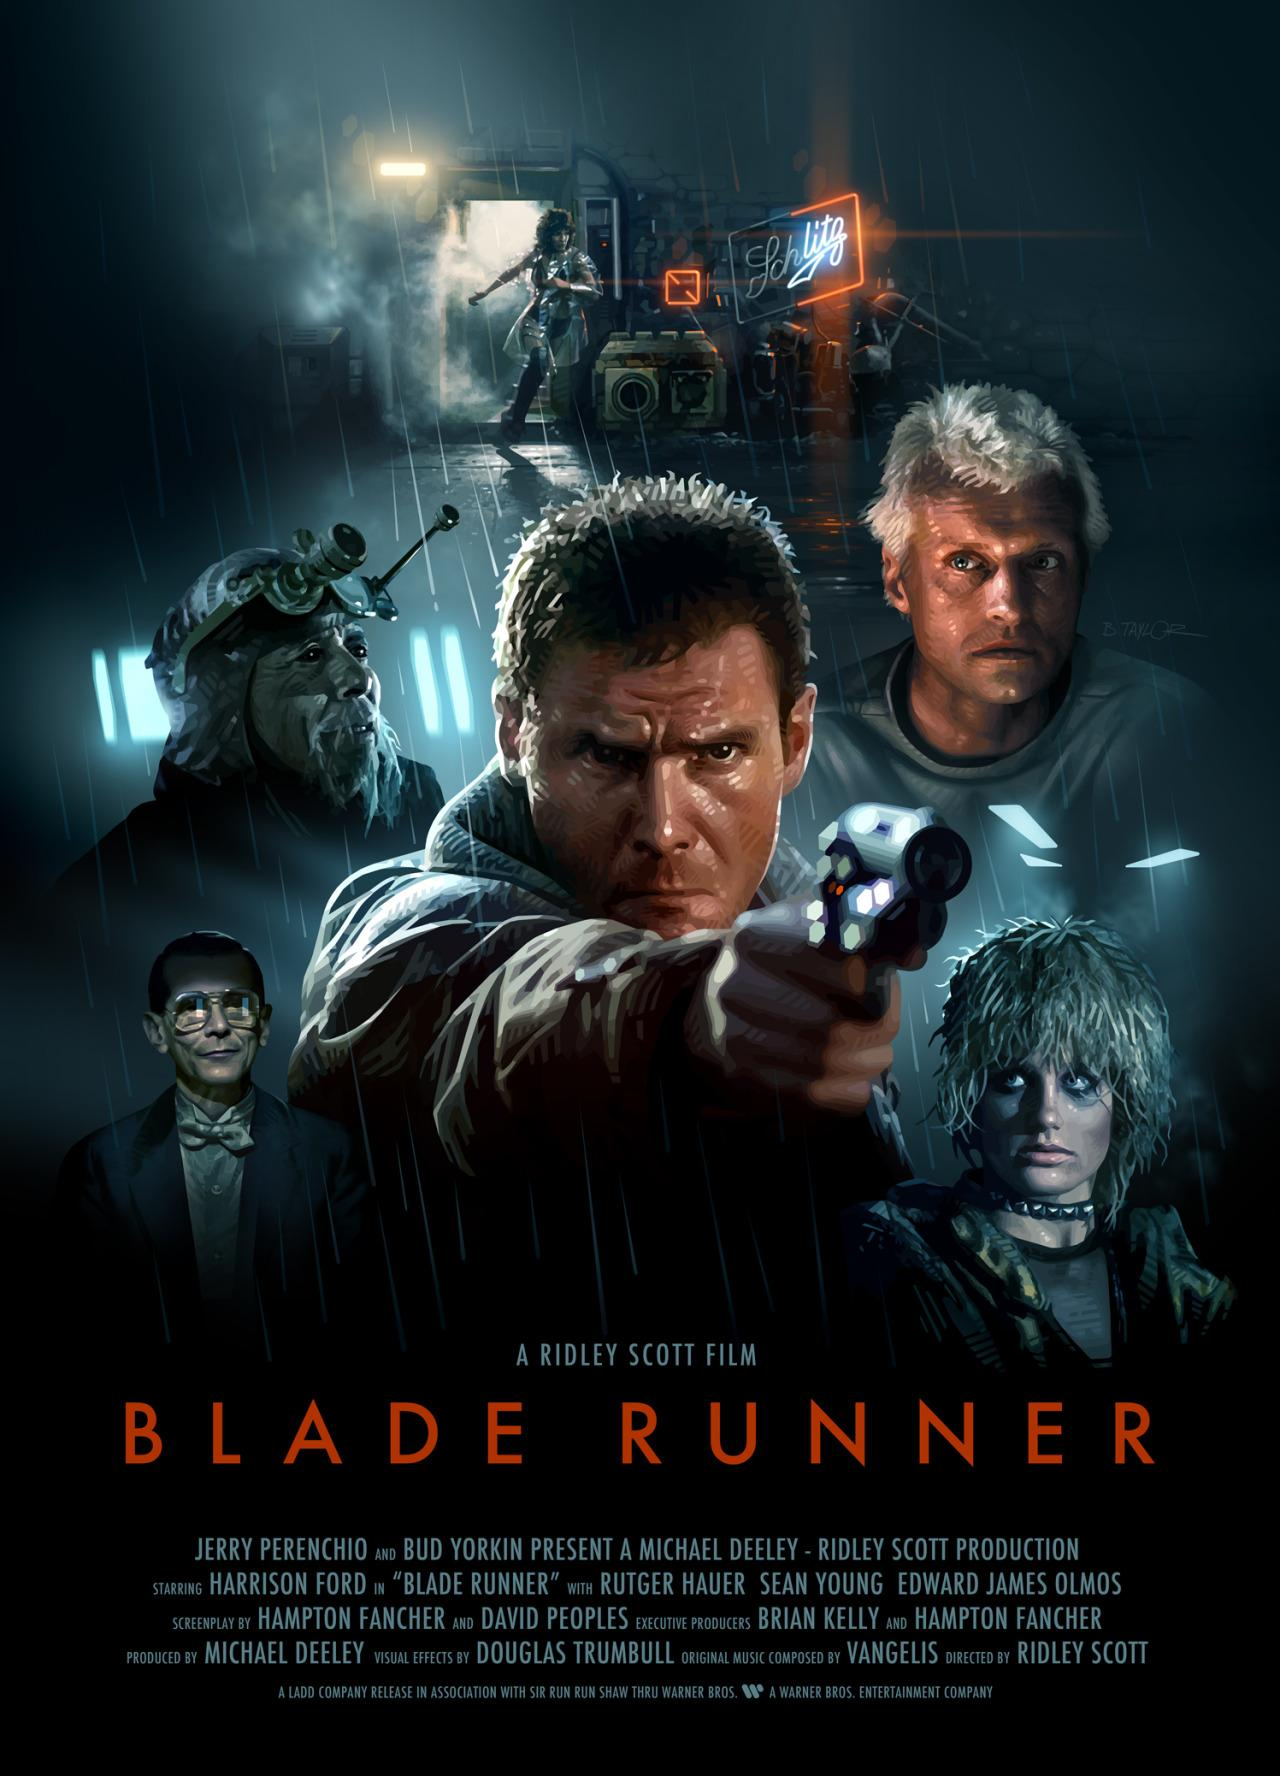 Schlitz
B TAYLOR
A RIDLEY SCOTT FILM
BLADE RUNNER
JERRY PERENCHIO AND BUD YORKIN PRESENT A MICHAEL DEELEY - RIDLEY SCOTT PRODUCTION
STARRING HARRISON FORD IN “BLADE RUNNER” WITH RUTGER HAUER SEAN YOUNG EDWARD JAMES OLMOS
SCREENPLAY BY HAMPTON FANCHER AND DAVID PEOPLES EXECUTIVE PRODUCERS BRIAN KELLY AND HAMPTON FANCHER
PRODUCED BY MICHAEL DEELEY VISUAL EFFECTS BY DOUGLAS TRUMBULL ORIGINAL MUSIC COMPOSED BY VANGELIS DIRECTED BY RIDLEY SCOTT
A LADD COMPANY RELEASE IN ASSOCIATION WITH SIR RUN RUN SHAW THRU WARNER BROS. A WARNER BROS. ENTERTAINMENT COMPANY